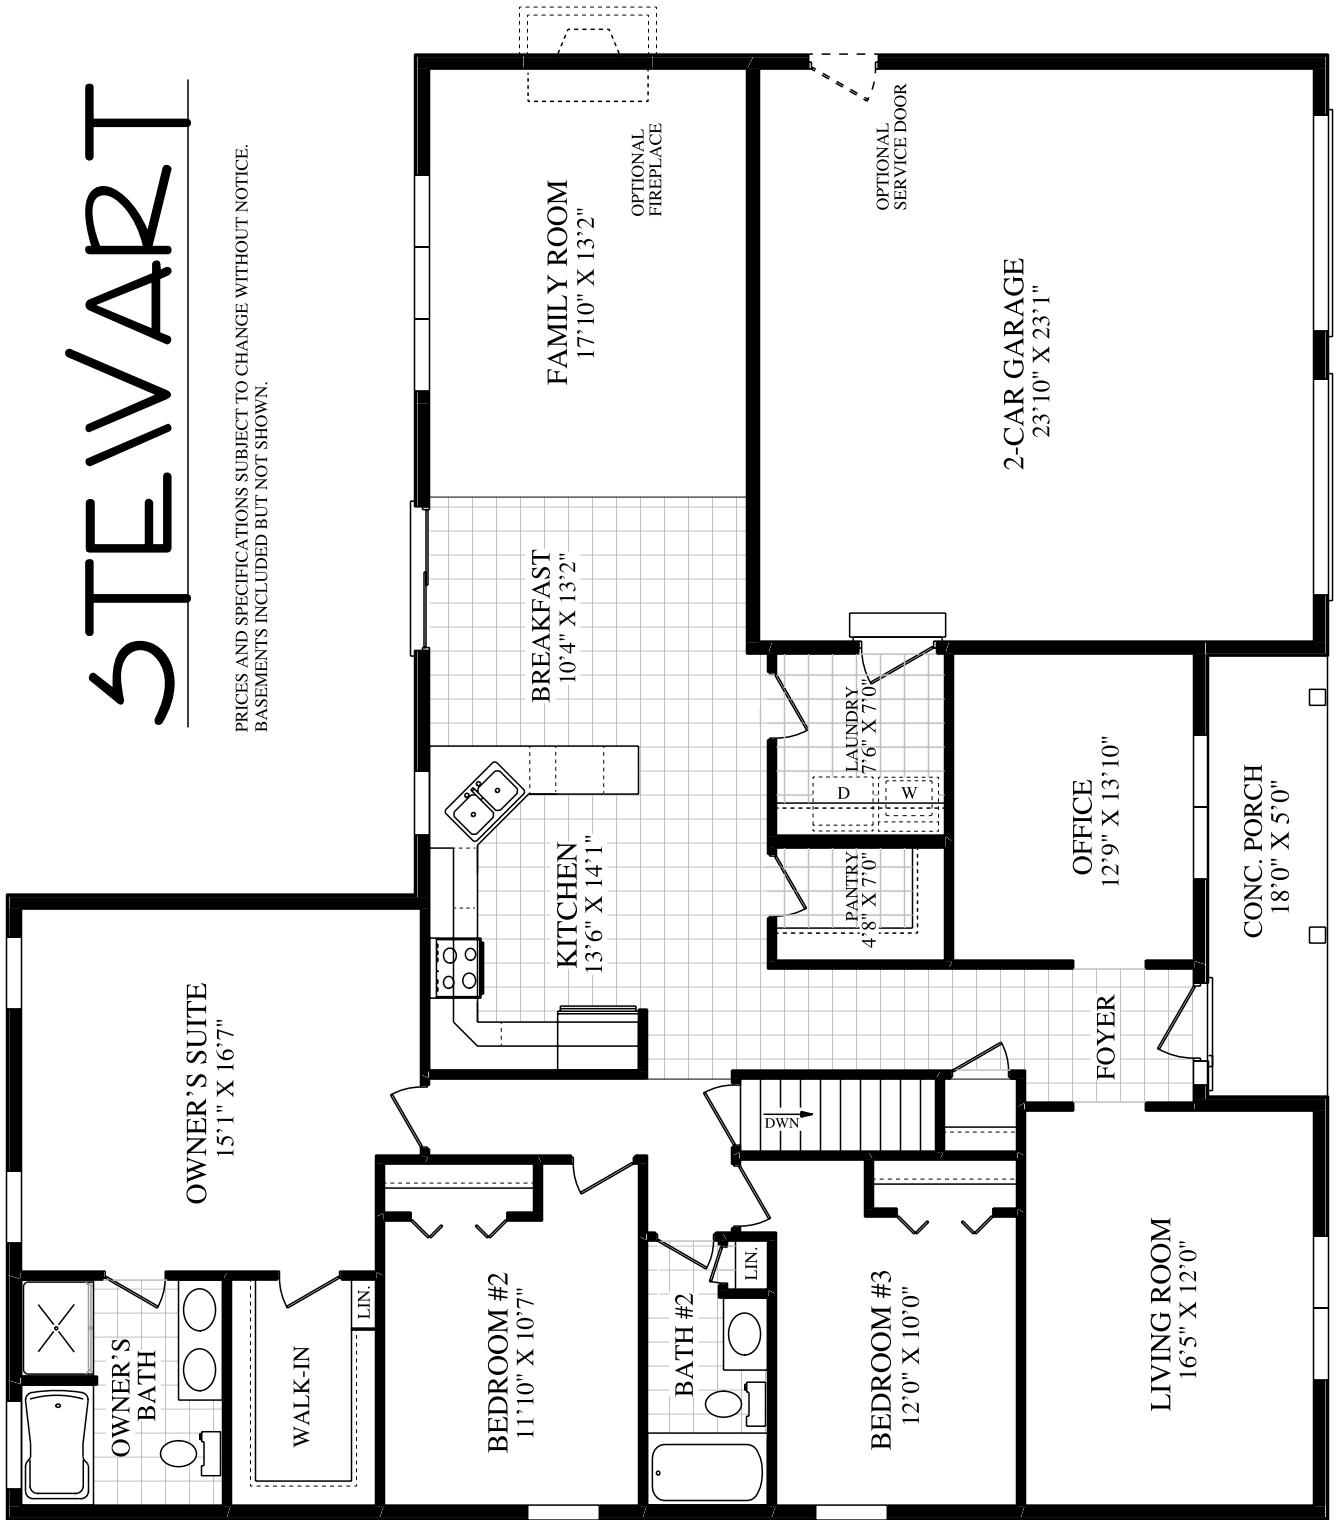 STEWART
PRICES AND SPECIFICATIONS SUBJECT TO CHANGE WITHOUT NOTICE.
BASEMENTS INCLUDED BUT NOT SHOWN.
OWNER'S SUITE
15'1" X 16'7"
OWNER'S
BATH
WALK-IN
LIN.
FAMILY ROOM
17'10" X 13'2"
OPTIONAL
FIREPLACE
BREAKFAST
10'4" X 13'2"
KITCHEN
13'6" X 14'1"
BEDROOM #2
11'10" X 10'7"
BATH #2
LIN.
DWN
OPTIONAL
SERVICE DOOR
2-CAR GARAGE
23'10" X 23'1"
LAUNDRY
7'6" X 7'0"
D
W
PANTRY
4'8" X 7'0"
BEDROOM #3
12'0" X 10'0"
OFFICE
12'9" X 13'10"
FOYER
LIVING ROOM
16'5" X 12'0"
CONC. PORCH
18'0" X 5'0"